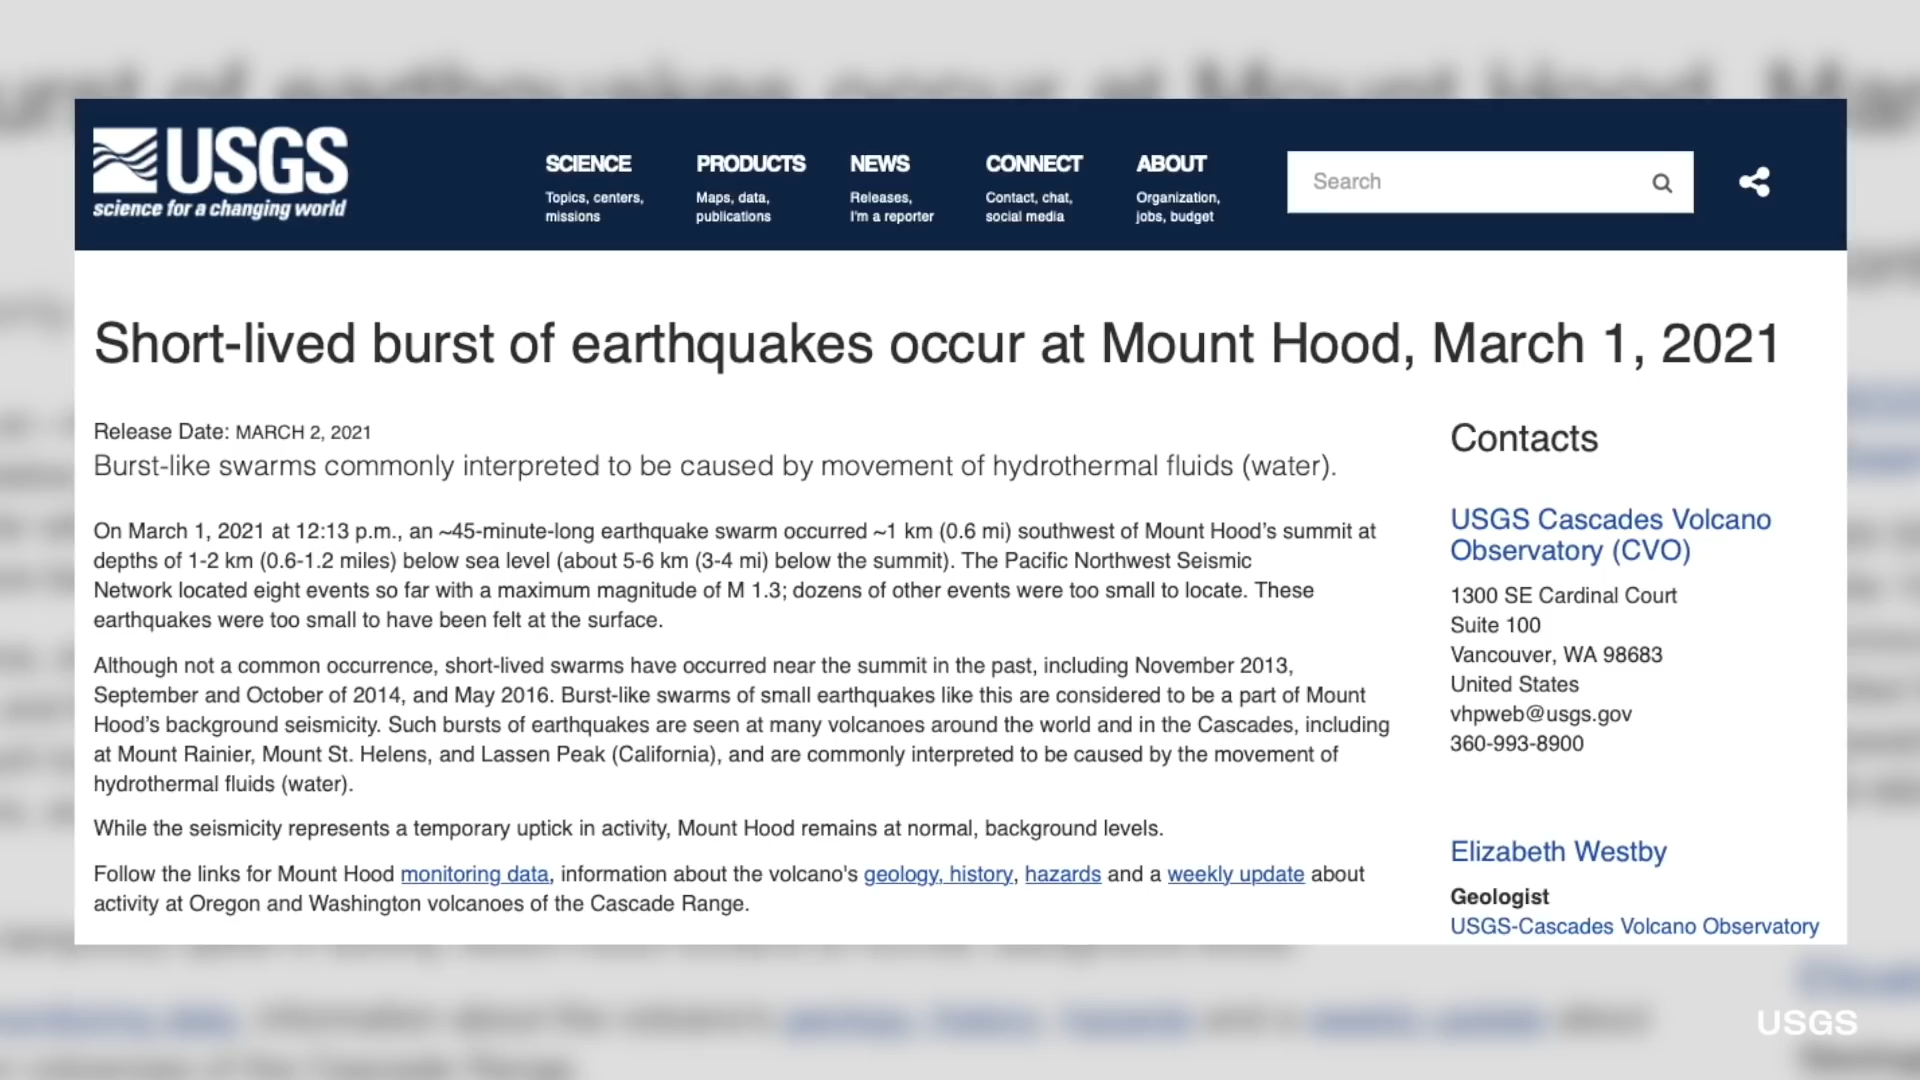 USGS
science for a changing world
SCIENCE
Topics, centers,
missions
PRODUCTS
Maps, data,
publications
NEWS
Releases,
I'm a reporter
CONNECT
Contact, chat,
social media
ABOUT
Organization,
jobs, budget
Search
Short-lived burst of earthquakes occur at Mount Hood, March 1, 2021
Release Date: MARCH 2, 2021
Burst-like swarms commonly interpreted to be caused by movement of hydrothermal fluids (water).
On March 1, 2021 at 12:13 p.m., an ~45-minute-long earthquake swarm occurred ~1 km (0.6 mi) southwest of Mount Hood's summit at
depths of 1-2 km (0.6-1.2 miles) below sea level (about 5-6 km (3-4 mi) below the summit). The Pacific Northwest Seismic
Network located eight events so far with a maximum magnitude of M 1.3; dozens of other events were too small to locate. These
earthquakes were too small to have been felt at the surface.
Although not a common occurrence, short-lived swarms have occurred near the summit in the past, including November 2013,
September and October of 2014, and May 2016. Burst-like swarms of small earthquakes like this are considered to be a part of Mount
Hood's background seismicity. Such bursts of earthquakes are seen at many volcanoes around the world and in the Cascades, including
at Mount Rainier, Mount St. Helens, and Lassen Peak (California), and are commonly interpreted to be caused by the movement of
hydrothermal fluids (water).
While the seismicity represents a temporary uptick in activity, Mount Hood remains at normal, background levels.
Follow the links for Mount Hood monitoring data, information about the volcano's geology, history, hazards and a weekly update about
activity at Oregon and Washington volcanoes of the Cascade Range.
Contacts
USGS Cascades Volcano
Observatory (CVO)
1300 SE Cardinal Court
Suite 100
Vancouver, WA 98683
United States
vhpweb@usgs.gov
360-993-8900
Elizabeth Westby
Geologist
USGS-Cascades Volcano Observatory
USGS